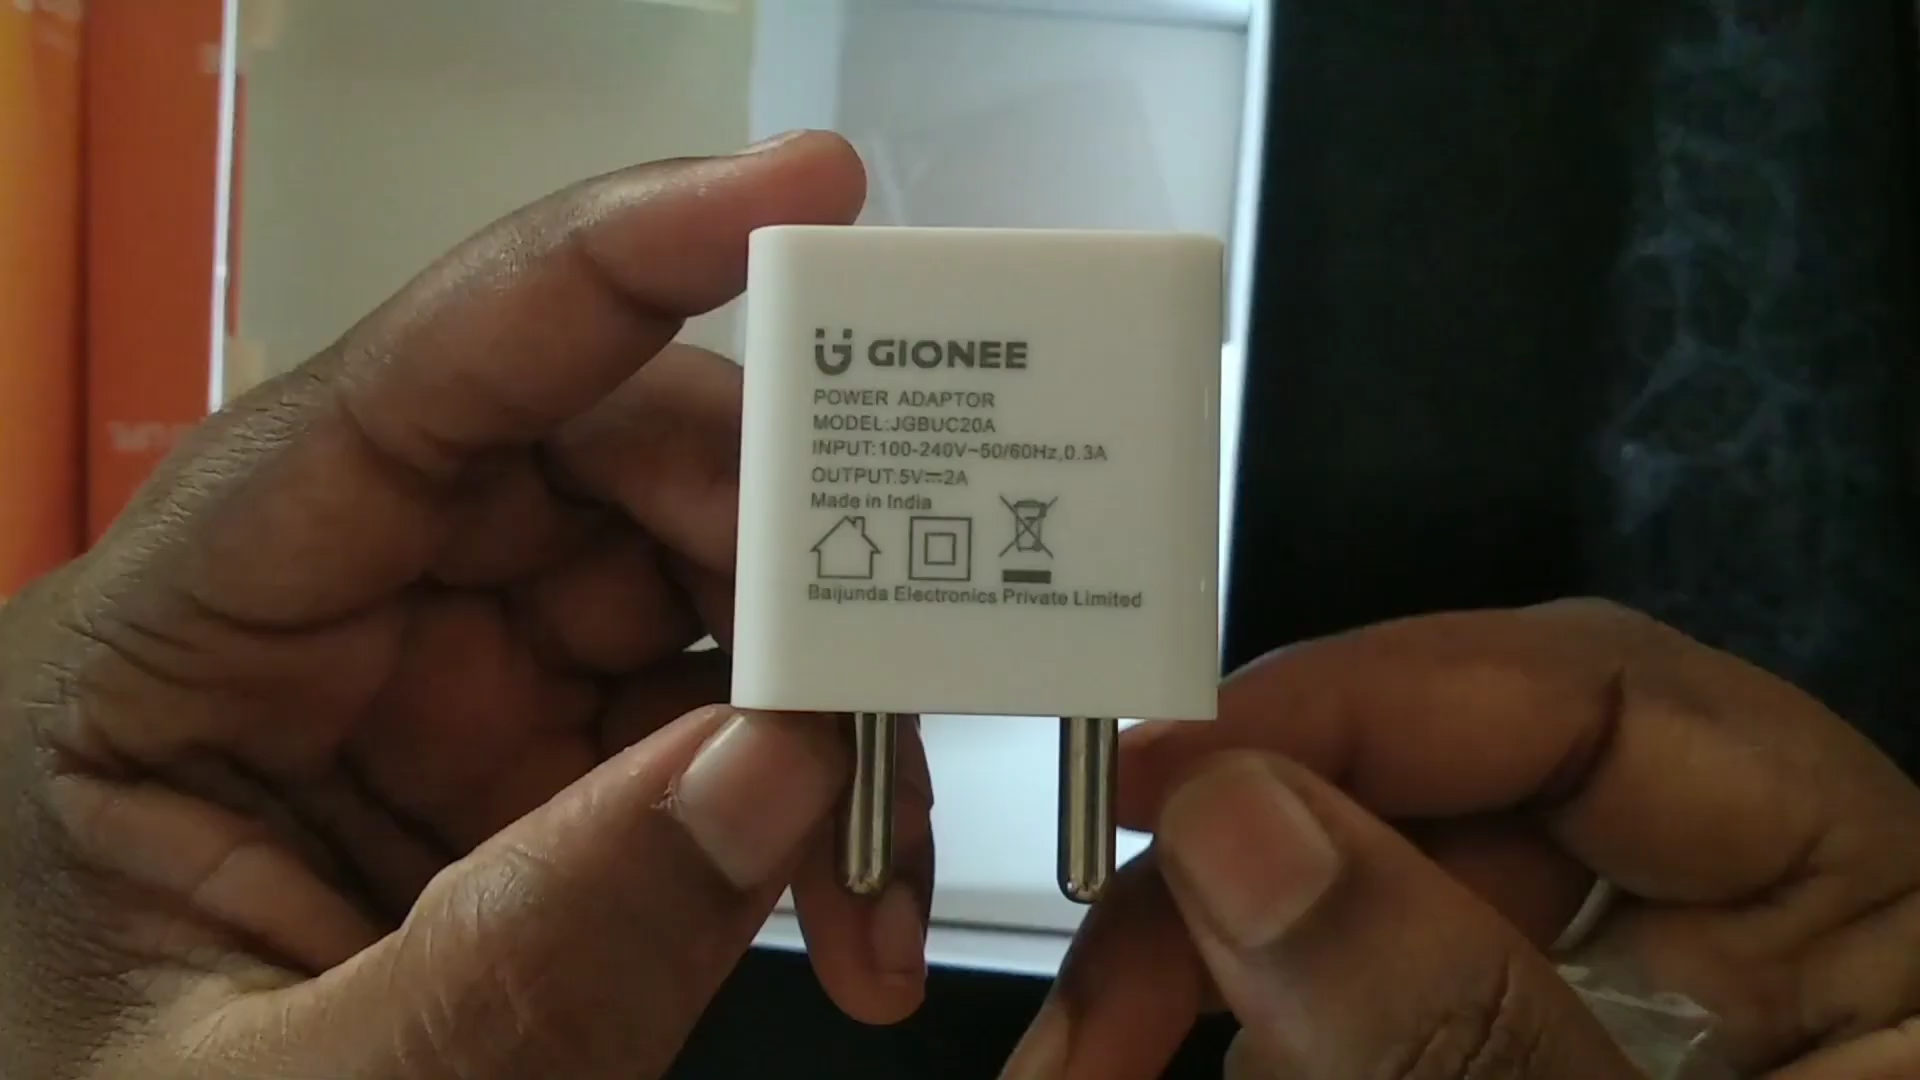 GIONEE
POWER ADAPTOR
MODEL:JGBUC20A
INPUT:100-240V~50/60Hz,0.3A
OUTPUT:5V⎓2A
Made in India
Baijunda Electronics Private Limited